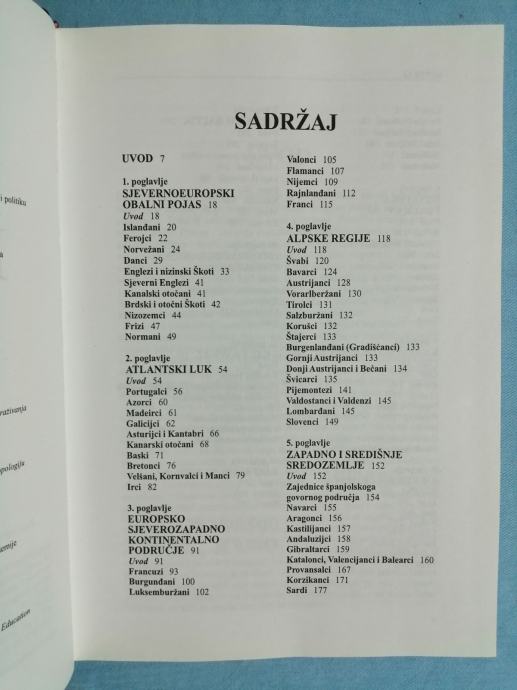 i politiku
a
raživanja
opologiju
omije
Education
SADRŽAJ
UVOD 7
1. poglavlje
SJEVERNOEUROPSKI
OBALNI POJAS 18
Uvod 18
Islanđani 20
Ferojci 22
Norvežani 24
Danci 29
Englezi i nizinski Škoti 33
Sjeverni Englezi 41
Kanalski otočani 41
Brdski i otočni Škoti 42
Nizozemci 44
Frizi 47
Normani 49
2. poglavlje
ATLANTSKI LUK 54
Uvod 54
Portugalci 56
Azorci 60
Madeirci 61
Galicijci 62
Asturijci i Kantabri 66
Kanarski otočani 68
Baski 71
Bretonci 76
Velšani, Kornvalci i Manci 79
Irci 82
3. poglavlje
EUROPSKO
SJEVEROZAPADNO
KONTINENTALNO
PODRUČJE 91
Uvod 91
Francuzi 93
Burgunđani 100
Luksemburžani 102
Valonci 105
Flamanci 107
Nijemci 109
Rajnlanđani 112
Franci 115
4. poglavlje
ALPSKE REGIJE 118
Uvod 118
Švabi 120
Bavarci 124
Austrijanci 128
Vorarlberžani 130
Tirolci 131
Salzburžani 132
Korušci 132
Štajerci 133
Burgenlanđani (Gradišćanci) 133
Gornji Austrijanci 133
Donji Austrijanci i Bečani 134
Švicarci 135
Pijemontezi 141
Valdostanci i Valdenzi 145
Lombarđani 145
Slovenci 149
5. poglavlje
ZAPADNO I SREDIŠNJE
SREDOZEMLJE 152
Uvod 152
Zajednice španjolskoga
govornog područja 154
Navarci 155
Aragonci 156
Kastilijanci 157
Andaluzijci 158
Gibraltarci 159
Katalonci, Valencijanci i Balearci 160
Provansalci 167
Korzikanci 171
Sardi 177